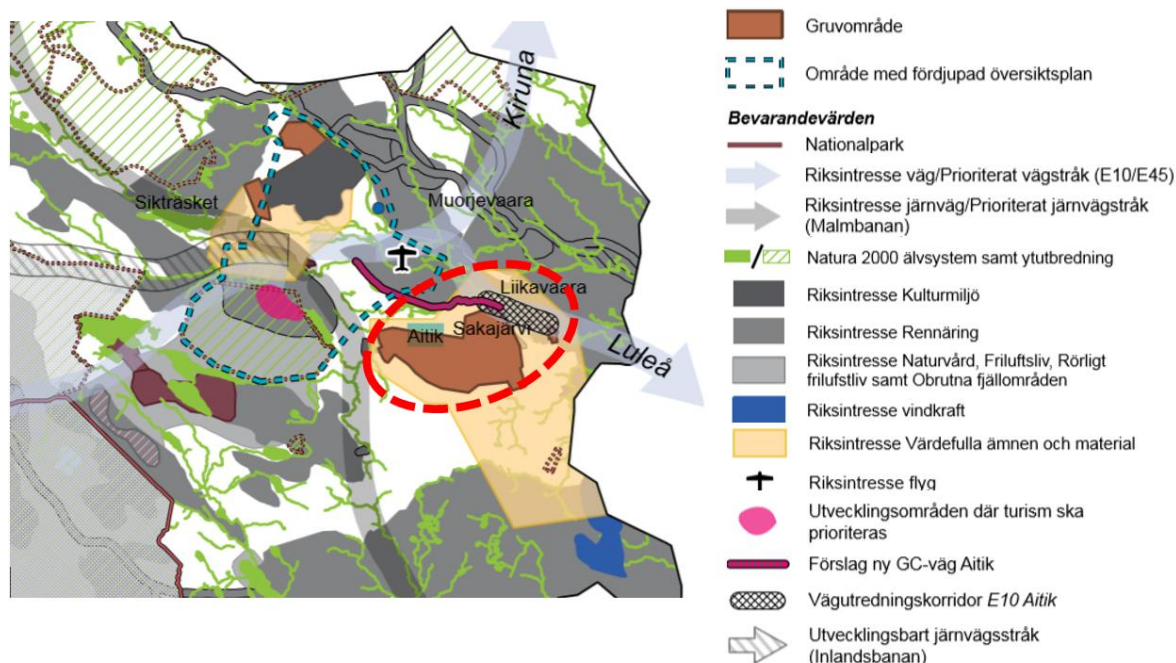 Kiruna
Sikträsket
Muorjevaara
Liikavaara
Aitik
Sakajärvi
Luleå
Gruvområde
Område med fördjupad översiktsplan
Bevarandevärden
Nationalpark
Riksintresse väg/Prioriterat vägstråk (E10/E45)
Riksintresse järnväg/Prioriterat järnvägstråk
(Malmbanan)
Natura 2000 älvsystem samt ytutbredning
Riksintresse Kulturmiljö
Riksintresse Rennäring
Riksintresse Naturvård, Friluftsliv, Rörligt
frilufstliv samt Obrutna fjällområden
Riksintresse vindkraft
Riksintresse Värdefulla ämnen och material
Riksintresse flyg
Utvecklingsområden där turism ska
prioriteras
Förslag ny GC-väg Aitik
Vägutredningskorridor E10 Aitik
Utvecklingsbart järnvägsstråk
(Inlandsbanan)